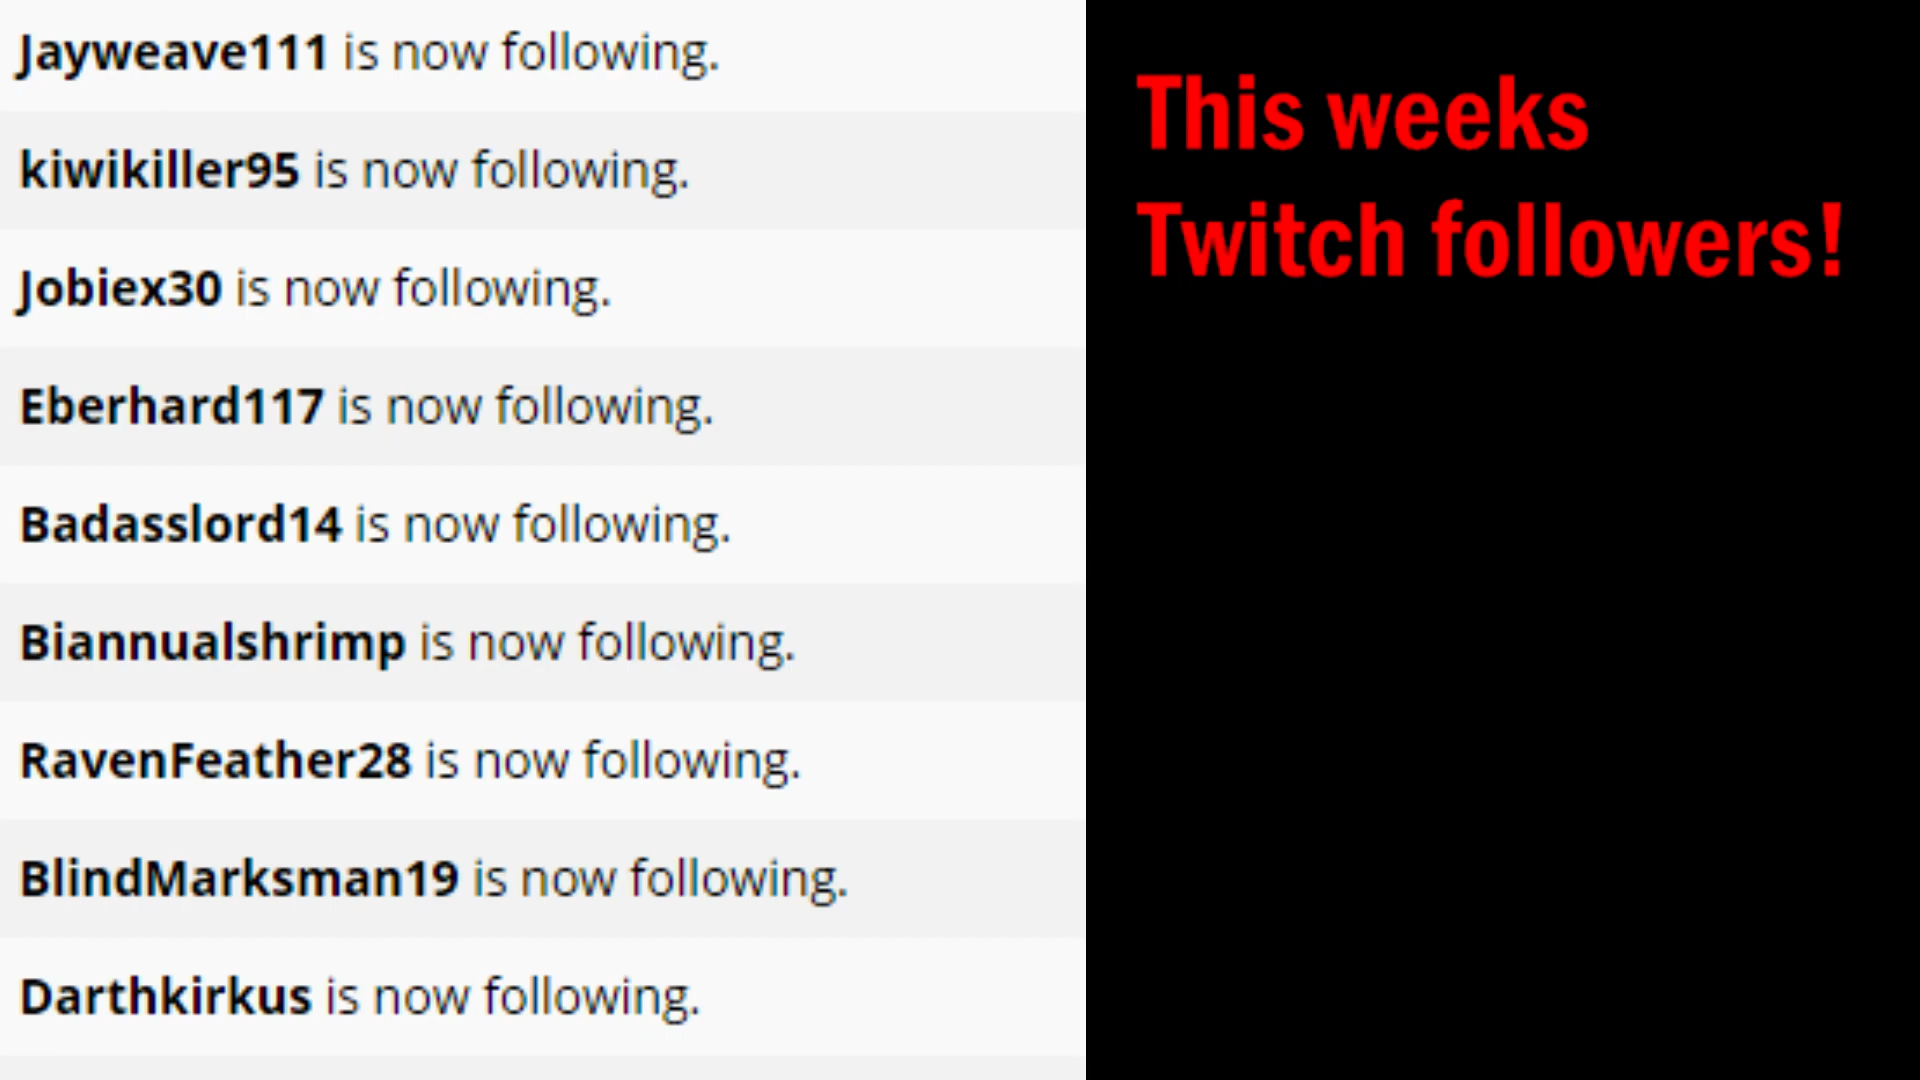 Jayweave111 is now following.
kiwikiller95 is now following.
Jobiex30 is now following.
Eberhard117 is now following.
Badasslord14 is now following.
Biannualshrimp is now following.
RavenFeather28 is now following.
BlindMarksman19 is now following.
Darthkirkus is now following.
This weeks
Twitch followers!